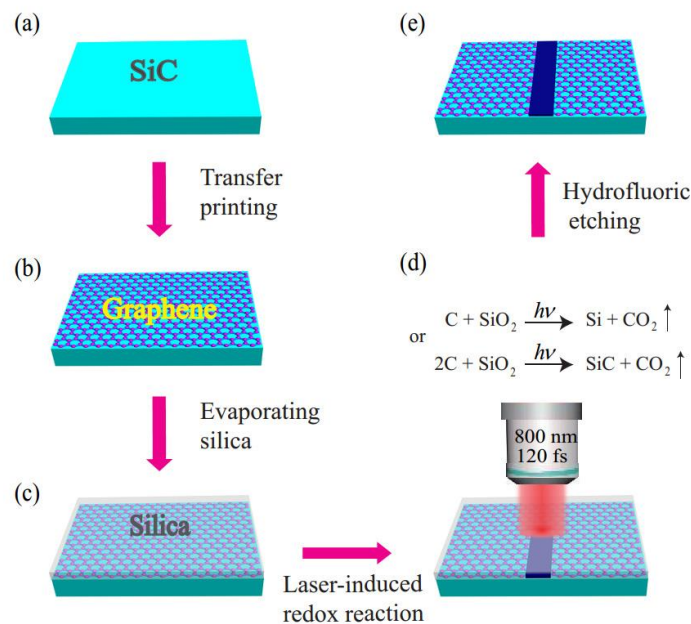 (a)
SiC
Transfer
printing
(b)
Graphene
Evaporating
silica
(c)
Silica
Laser-induced
redox reaction
(d)
C + SiO₂ hν Si + CO₂ ↑
or
2C + SiO₂ hν SiC + CO₂ ↑
800 nm
120 fs
Hydrofluoric
etching
(e)